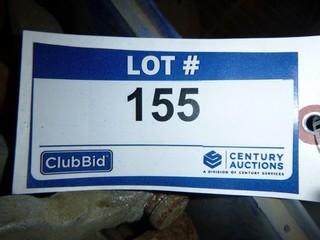 LOT #
155
ClubBid
CENTURY
AUCTIONS
A DIVISION OF CENTURY SERVICES